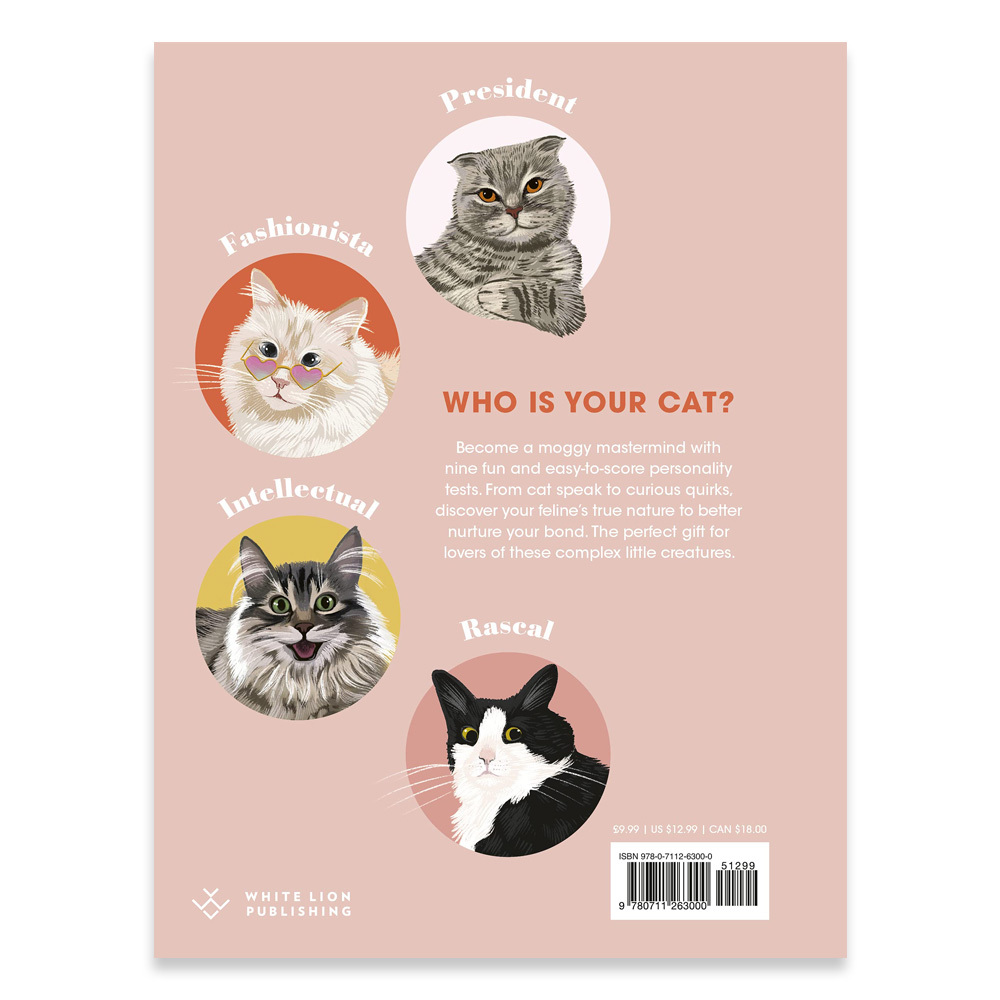 President
Fashionista
WHO IS YOUR CAT?
Become a moggy mastermind with
nine fun and easy-to-score personality
tests. From cat speak to curious quirks,
discover your feline's true nature to better
nurture your bond. The perfect gift for
lovers of these complex little creatures.
Intellectual
Rascal
£9.99 | US $12.99 | CAN $18.00
ISBN 978-0-7112-6300-0
51299
9 780711 263000
WHITE LION
PUBLISHING